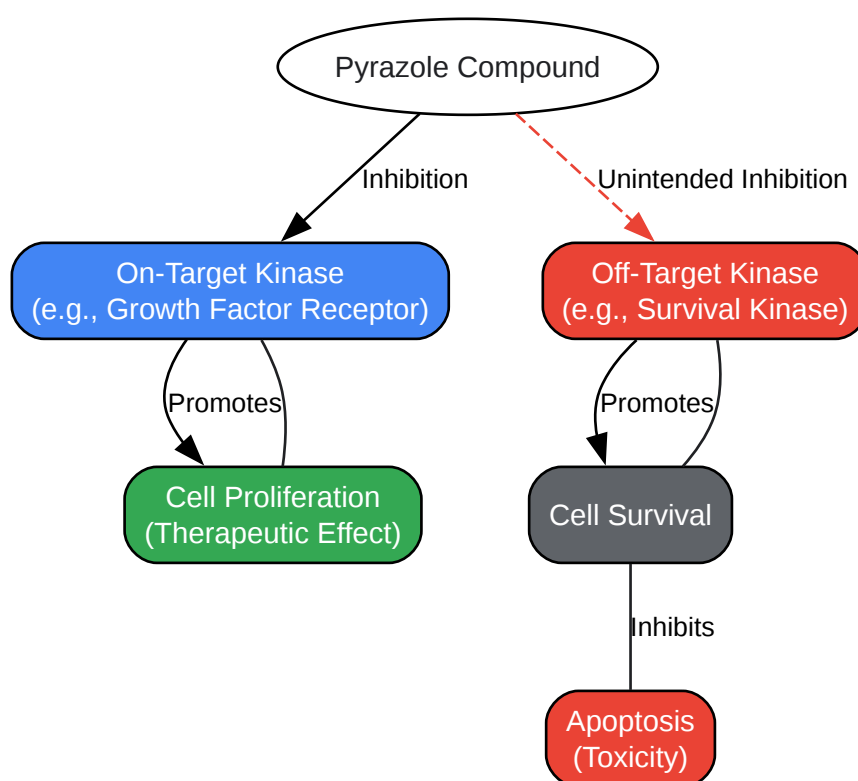 Pyrazole Compound
Inhibition
Unintended Inhibition
On-Target Kinase
(e.g., Growth Factor Receptor)
Off-Target Kinase
(e.g., Survival Kinase)
Promotes
Promotes
Cell Proliferation
(Therapeutic Effect)
Cell Survival
Inhibits
Apoptosis
(Toxicity)